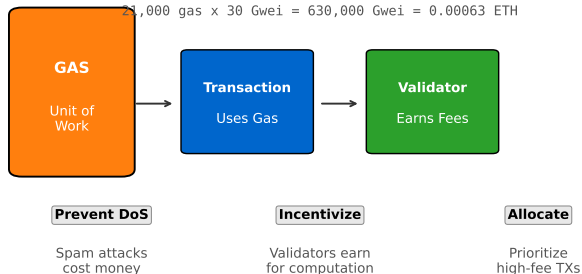 21,000 gas x 30 Gwei = 630,000 Gwei = 0.00063 ETH
GAS
Unit of
Work
Transaction
Uses Gas
Validator
Earns Fees
Prevent DoS
Incentivize
Allocate
Spam attacks
cost money
Validators earn
for computation
Prioritize
high-fee TXs